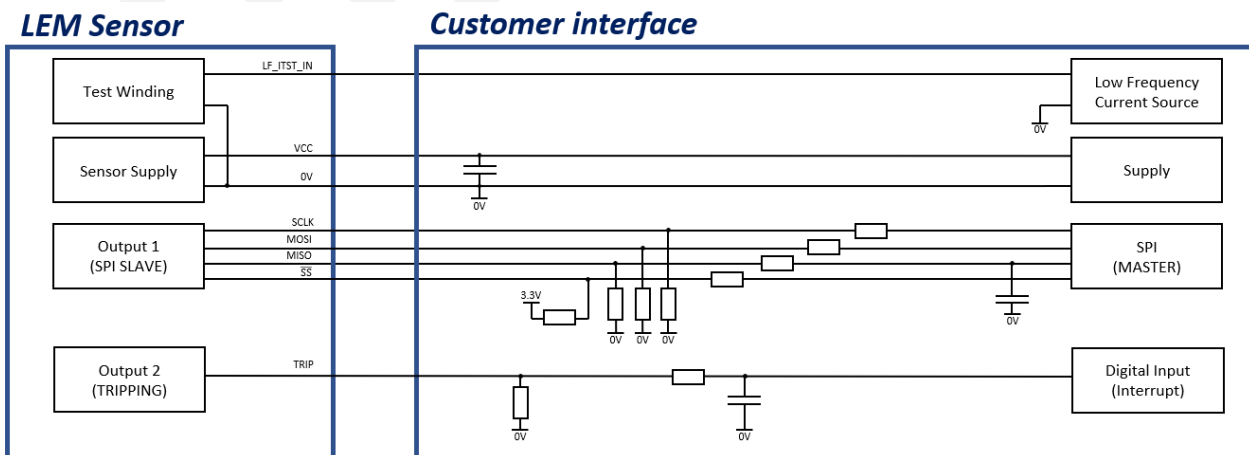 LEM Sensor
Customer interface
Test Winding
LF_ITST_IN
Low Frequency
Current Source
0V
Sensor Supply
VCC
0V
0V
Supply
Output 1
(SPI SLAVE)
SCLK
MOSI
MISO
SS
SPI
(MASTER)
3.3V
0V
0V
0V
0V
Output 2
(TRIPPING)
TRIP
0V
0V
Digital Input
(Interrupt)